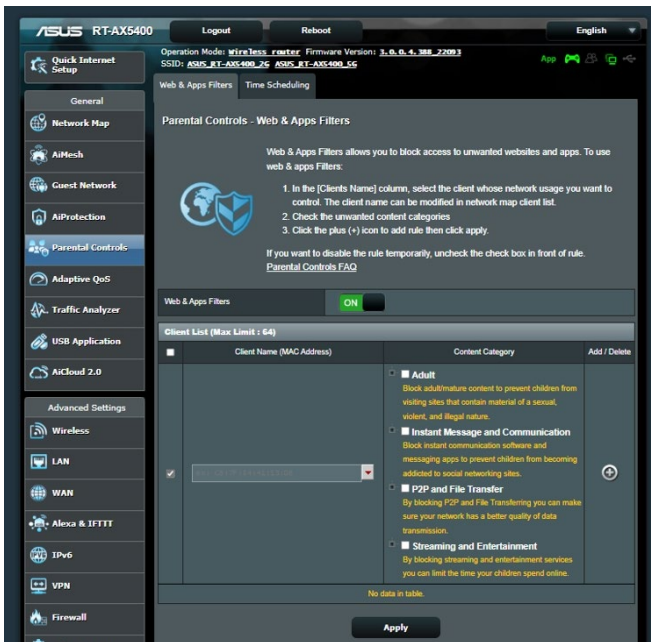 ASUS RT-AX5400
Logout
Reboot
English
Quick Internet
Setup
Operation Mode: Wireless router Firmware Version: 3.0.0.4.388_22093
SSID: ASUS_RT-AX5400_2G ASUS_RT-AX5400_5G
App
Web & Apps Filters
Time Scheduling
General
Network Map
AiMesh
Guest Network
AiProtection
Parental Controls
Adaptive QoS
Traffic Analyzer
USB Application
AiCloud 2.0
Advanced Settings
Wireless
LAN
WAN
Alexa & IFTTT
IPv6
VPN
Firewall
Parental Controls - Web & Apps Filters
Web & Apps Filters allows you to block access to unwanted websites and apps. To use
web & apps Filters:
1. In the [Clients Name] column, select the client whose network usage you want to
control. The client name can be modified in network map client list.
2. Check the unwanted content categories
3. Click the plus (+) icon to add rule then click apply.
If you want to disable the rule temporarily, uncheck the check box in front of rule.
Parental Controls FAQ
Web & Apps Filters
ON
Client List (Max Limit : 64)
Client Name (MAC Address)
Content Category
Add / Delete
Adult
Block adult/mature content to prevent children from
visiting sites that contain material of a sexual,
violent, and illegal nature.
Instant Message and Communication
Block instant communication software and
messaging apps to prevent children from becoming
addicted to social networking sites.
P2P and File Transfer
By blocking P2P and File Transferring you can make
sure your network has a better quality of data
transmission.
Streaming and Entertainment
By blocking streaming and entertainment services
you can limit the time your children spend online.
No data in table.
Apply